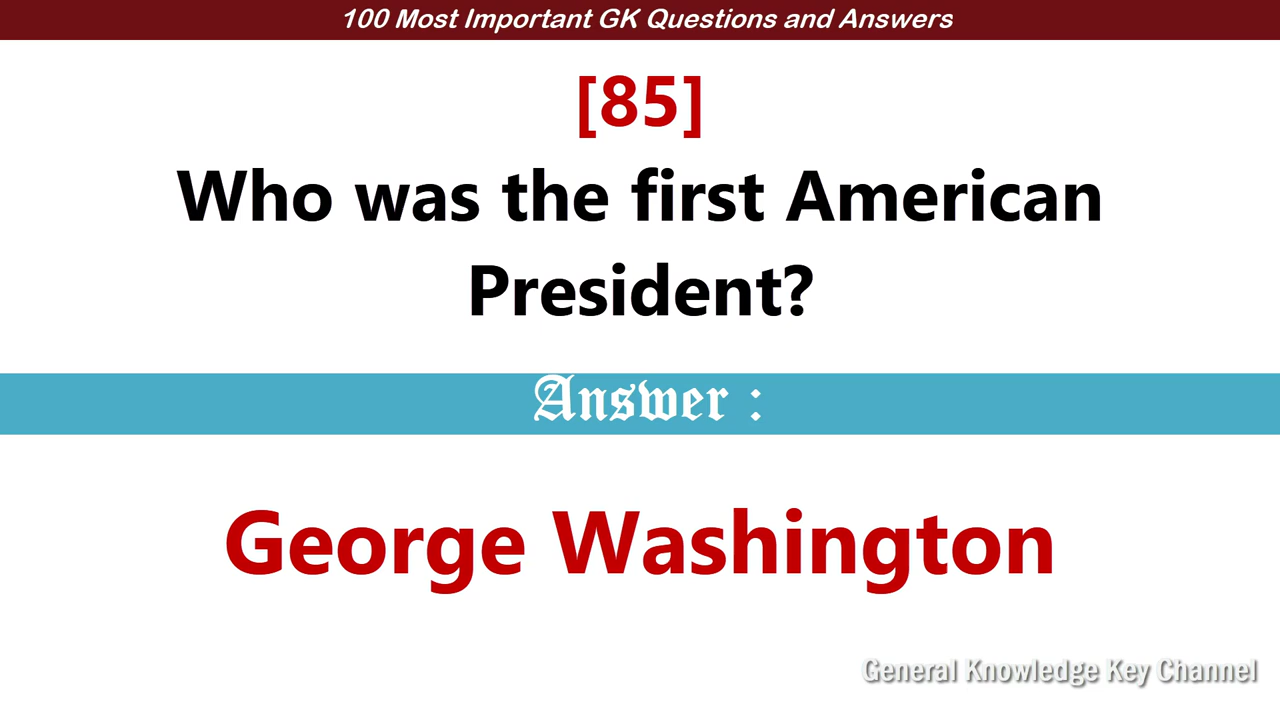 100 Most Important GK Questions and Answers
[85]
Who was the first American
President?
Answer :
George Washington
General Knowledge Key Channel